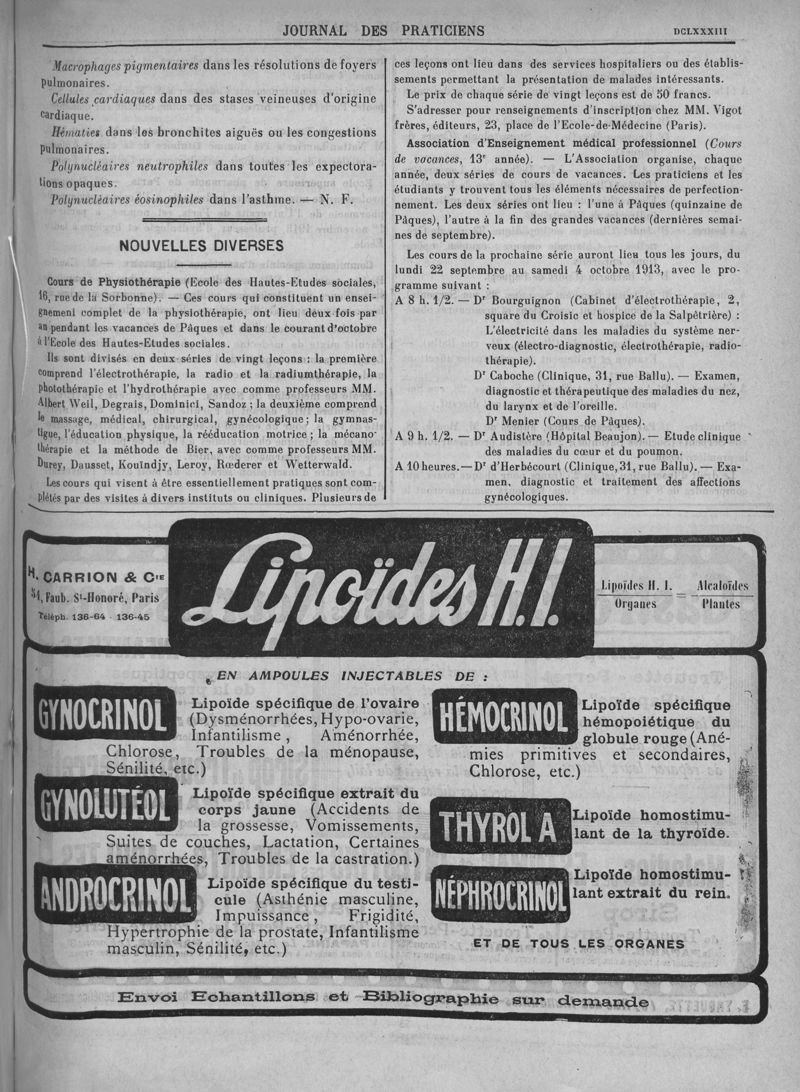 JOURNAL DES PRATICIENS
DCLXXXIII
Macrophages pigmentaires dans les résolutions de foyers
pulmonaires.
Cellules cardiaques dans des stases veineuses d'origine
cardiaque.
Hématies dans les bronchites aiguës ou les congestions
pulmonaires.
Polynucléaires neutrophiles dans toutes les expectora-
tions opaques.
Polynucléaires éosinophiles dans l'asthme. — N. F.
NOUVELLES DIVERSES
Cours de Physiothérapie (Ecole des Hautes-Etudes sociales,
16, rue de la Sorbonne). — Ces cours qui constituent un ensei-
gnement complet de la physiothérapie, ont lieu deux fois par
an pendant les vacances de Pâques et dans le courant d'octobre
à l'Ecole des Hautes-Etudes sociales.
Ils sont divisés en deux séries de vingt leçons : la première
comprend l'électrothérapie, la radio et la radiumthérapie, la
photothérapie et l'hydrothérapie avec comme professeurs MM.
Albert Weil, Degrais, Dominici, Sandoz ; la deuxième comprend
le massage, médical, chirurgical, gynécologique ; la gymnas-
tique, l'éducation physique, la rééducation motrice ; la mécano-
thérapie et la méthode de Bier, avec comme professeurs MM.
Durey, Dausset, Kouindjy, Leroy, Rœderer et Wetterwald.
Les cours qui visent à être essentiellement pratiques sont com-
plétés par des visites à divers instituts ou cliniques. Plusieurs de
ces leçons ont lieu dans des services hospitaliers ou des établis-
sements permettant la présentation de malades intéressants.
Le prix de chaque série de vingt leçons est de 50 francs.
S'adresser pour renseignements d'inscription chez MM. Vigot
frères, éditeurs, 23, place de l'Ecole-de-Médecine (Paris).
Association d'Enseignement médical professionnel (Cours
de vacances, 13e année). — L'Association organise, chaque
année, deux séries de cours de vacances. Les praticiens et les
étudiants y trouvent tous les éléments nécessaires de perfection-
nement. Les deux séries ont lieu : l'une à Pâques (quinzaine de
Pâques), l'autre à la fin des grandes vacances (dernières semai-
nes de septembre).
Les cours de la prochaine série auront lieu tous les jours, du
lundi 22 septembre au samedi 4 octobre 1913, avec le pro-
gramme suivant :
A 8 h. 1/2. — Dr Bourguignon (Cabinet d'électrothérapie, 2,
square du Croisic et hospice de la Salpêtrière) :
L'électricité dans les maladies du système ner-
veux (électro-diagnostic, électrothérapie, radio-
thérapie).
Dr Caboche (Clinique, 31, rue Ballu). — Examen,
diagnostic et thérapeutique des maladies du nez,
du larynx et de l'oreille.
Dr Menier (Cours de Pâques).
A 9 h. 1/2. — Dr Audistère (Hôpital Beaujon). — Etude clinique
des maladies du cœur et du poumon.
A 10 heures. — Dr d'Herbécourt (Clinique, 31, rue Ballu). — Exa-
men, diagnostic et traitement des affections
gynécologiques.
H. CARRION & CIE
54, Faub. St-Honoré, Paris
Téléph. 136-64 - 136-45
Lipoïdes H.I.
Lipoïdes H. I. = Alcaloïdes
Organes Plantes
EN AMPOULES INJECTABLES DE :
GYNOCRINOL
Lipoïde spécifique de l'ovaire
(Dysménorrhées, Hypo-ovarie,
Infantilisme, Aménorrhée,
Chlorose, Troubles de la ménopause,
Sénilité, etc.)
GYNOLUTÉOL
Lipoïde spécifique extrait du
corps jaune (Accidents de
la grossesse, Vomissements,
Suites de couches, Lactation, Certaines
aménorrhées, Troubles de la castration.)
ANDROCRINOL
Lipoïde spécifique du testi-
cule (Asthénie masculine,
Impuissance, Frigidité,
Hypertrophie de la prostate, Infantilisme
masculin, Sénilité, etc.)
HÉMOCRINOL
Lipoïde spécifique
hémopoïétique du
globule rouge (Ané-
mies primitives et secondaires,
Chlorose, etc.)
THYROL A
Lipoïde homostimu-
lant de la thyroïde.
NÉPHROCRINOL
Lipoïde homostimu-
lant extrait du rein.
ET DE TOUS LES ORGANES
Envoi Echantillons et Bibliographie sur demande